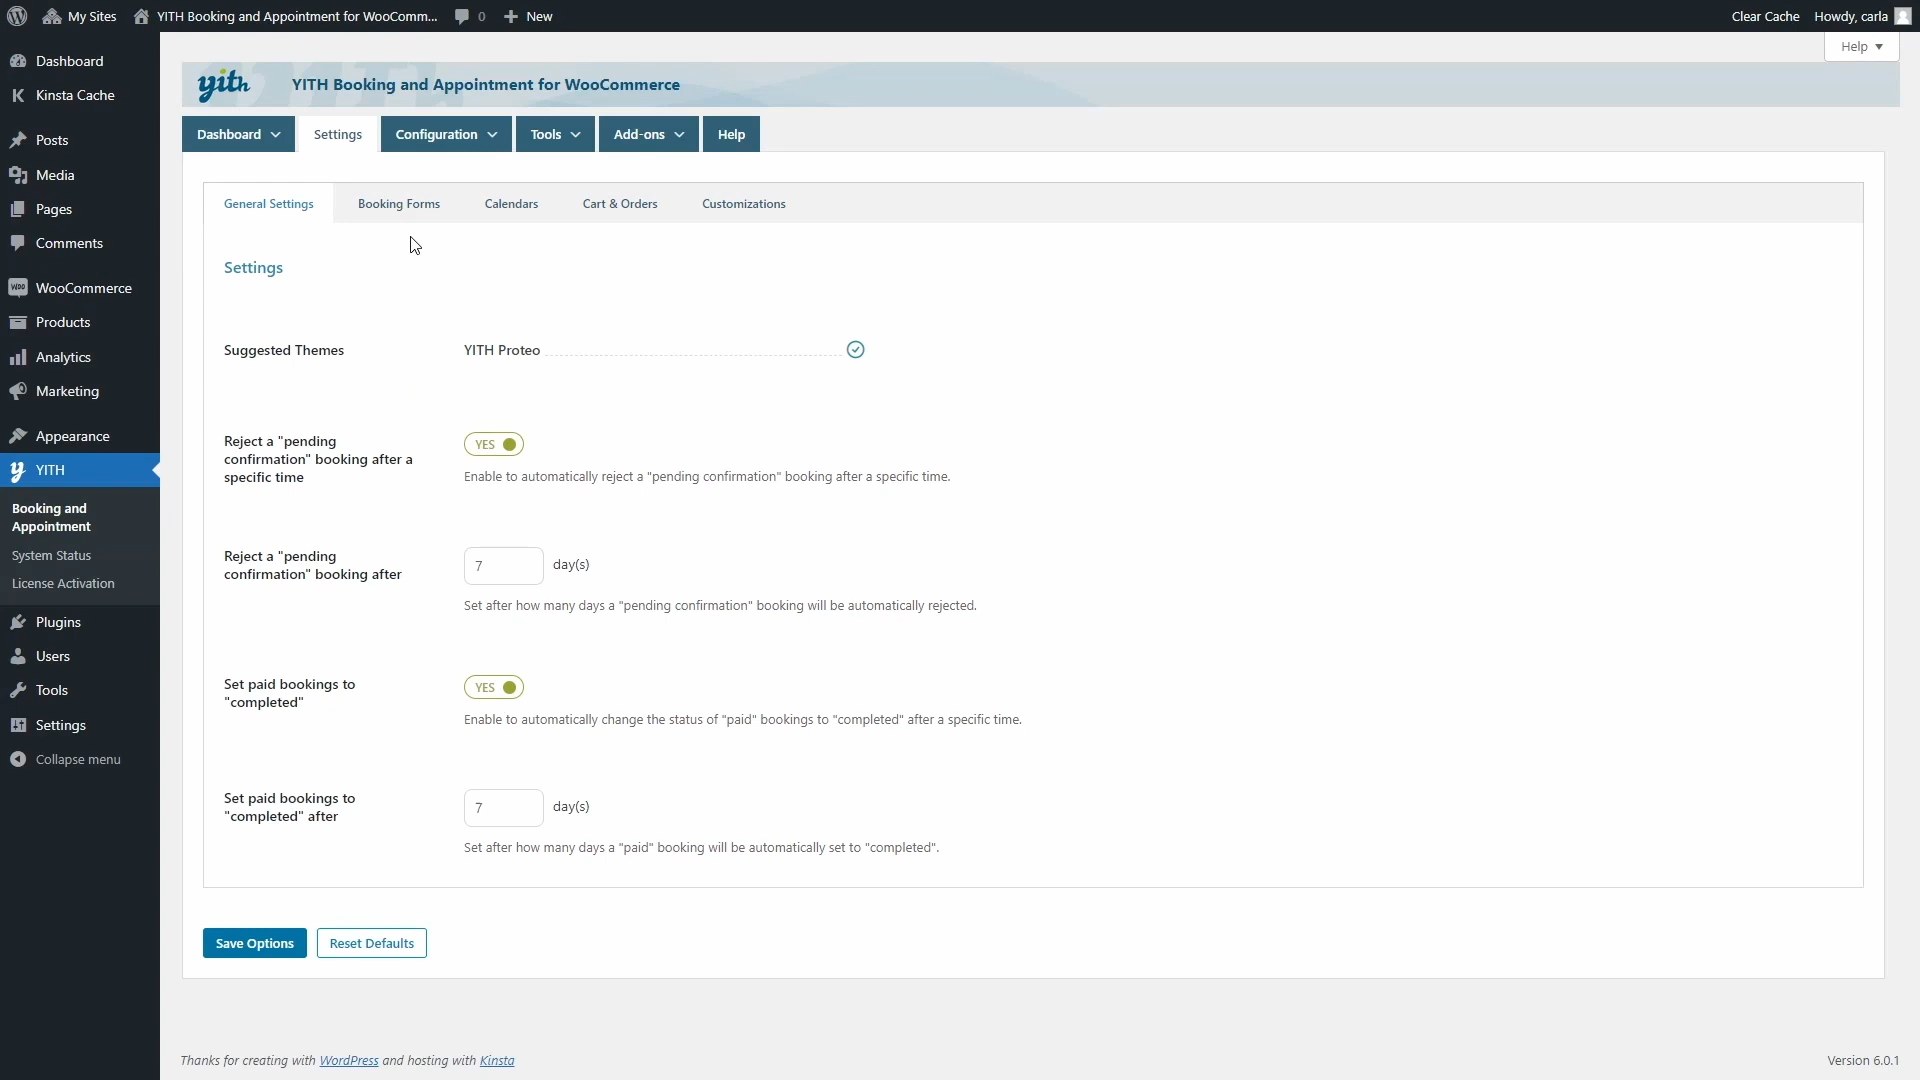 My Sites
YITH Booking and Appointment for WooComm...
0
New
Clear Cache
Howdy, carla
Help
Dashboard
Kinsta Cache
Posts
Media
Pages
Comments
WooCommerce
Products
Analytics
Marketing
Appearance
YITH
Booking and
Appointment
System Status
License Activation
Plugins
Users
Tools
Settings
Collapse menu
yith
YITH Booking and Appointment for WooCommerce
Dashboard
Settings
Configuration
Tools
Add-ons
Help
General Settings
Booking Forms
Calendars
Cart & Orders
Customizations
Settings
Suggested Themes
YITH Proteo
Reject a "pending
confirmation" booking after a
specific time
YES
Enable to automatically reject a "pending confirmation" booking after a specific time.
Reject a "pending
confirmation" booking after
7 day(s)
Set after how many days a "pending confirmation" booking will be automatically rejected.
Set paid bookings to
"completed"
YES
Enable to automatically change the status of "paid" bookings to "completed" after a specific time.
Set paid bookings to
"completed" after
7 day(s)
Set after how many days a "paid" booking will be automatically set to "completed".
Save Options
Reset Defaults
Thanks for creating with WordPress and hosting with Kinsta
Version 6.0.1